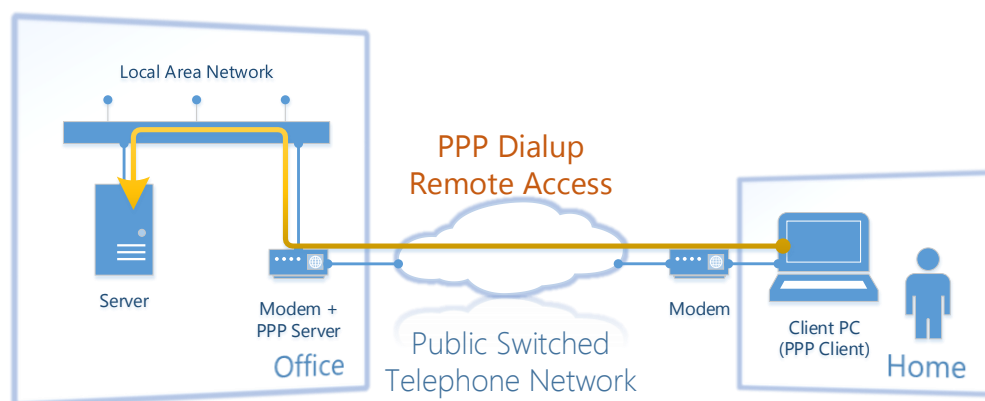 Local Area Network
PPP Dialup
Remote Access
Server
Modem +
PPP Server
Office
Public Switched
Telephone Network
Modem
Client PC
(PPP Client)
Home